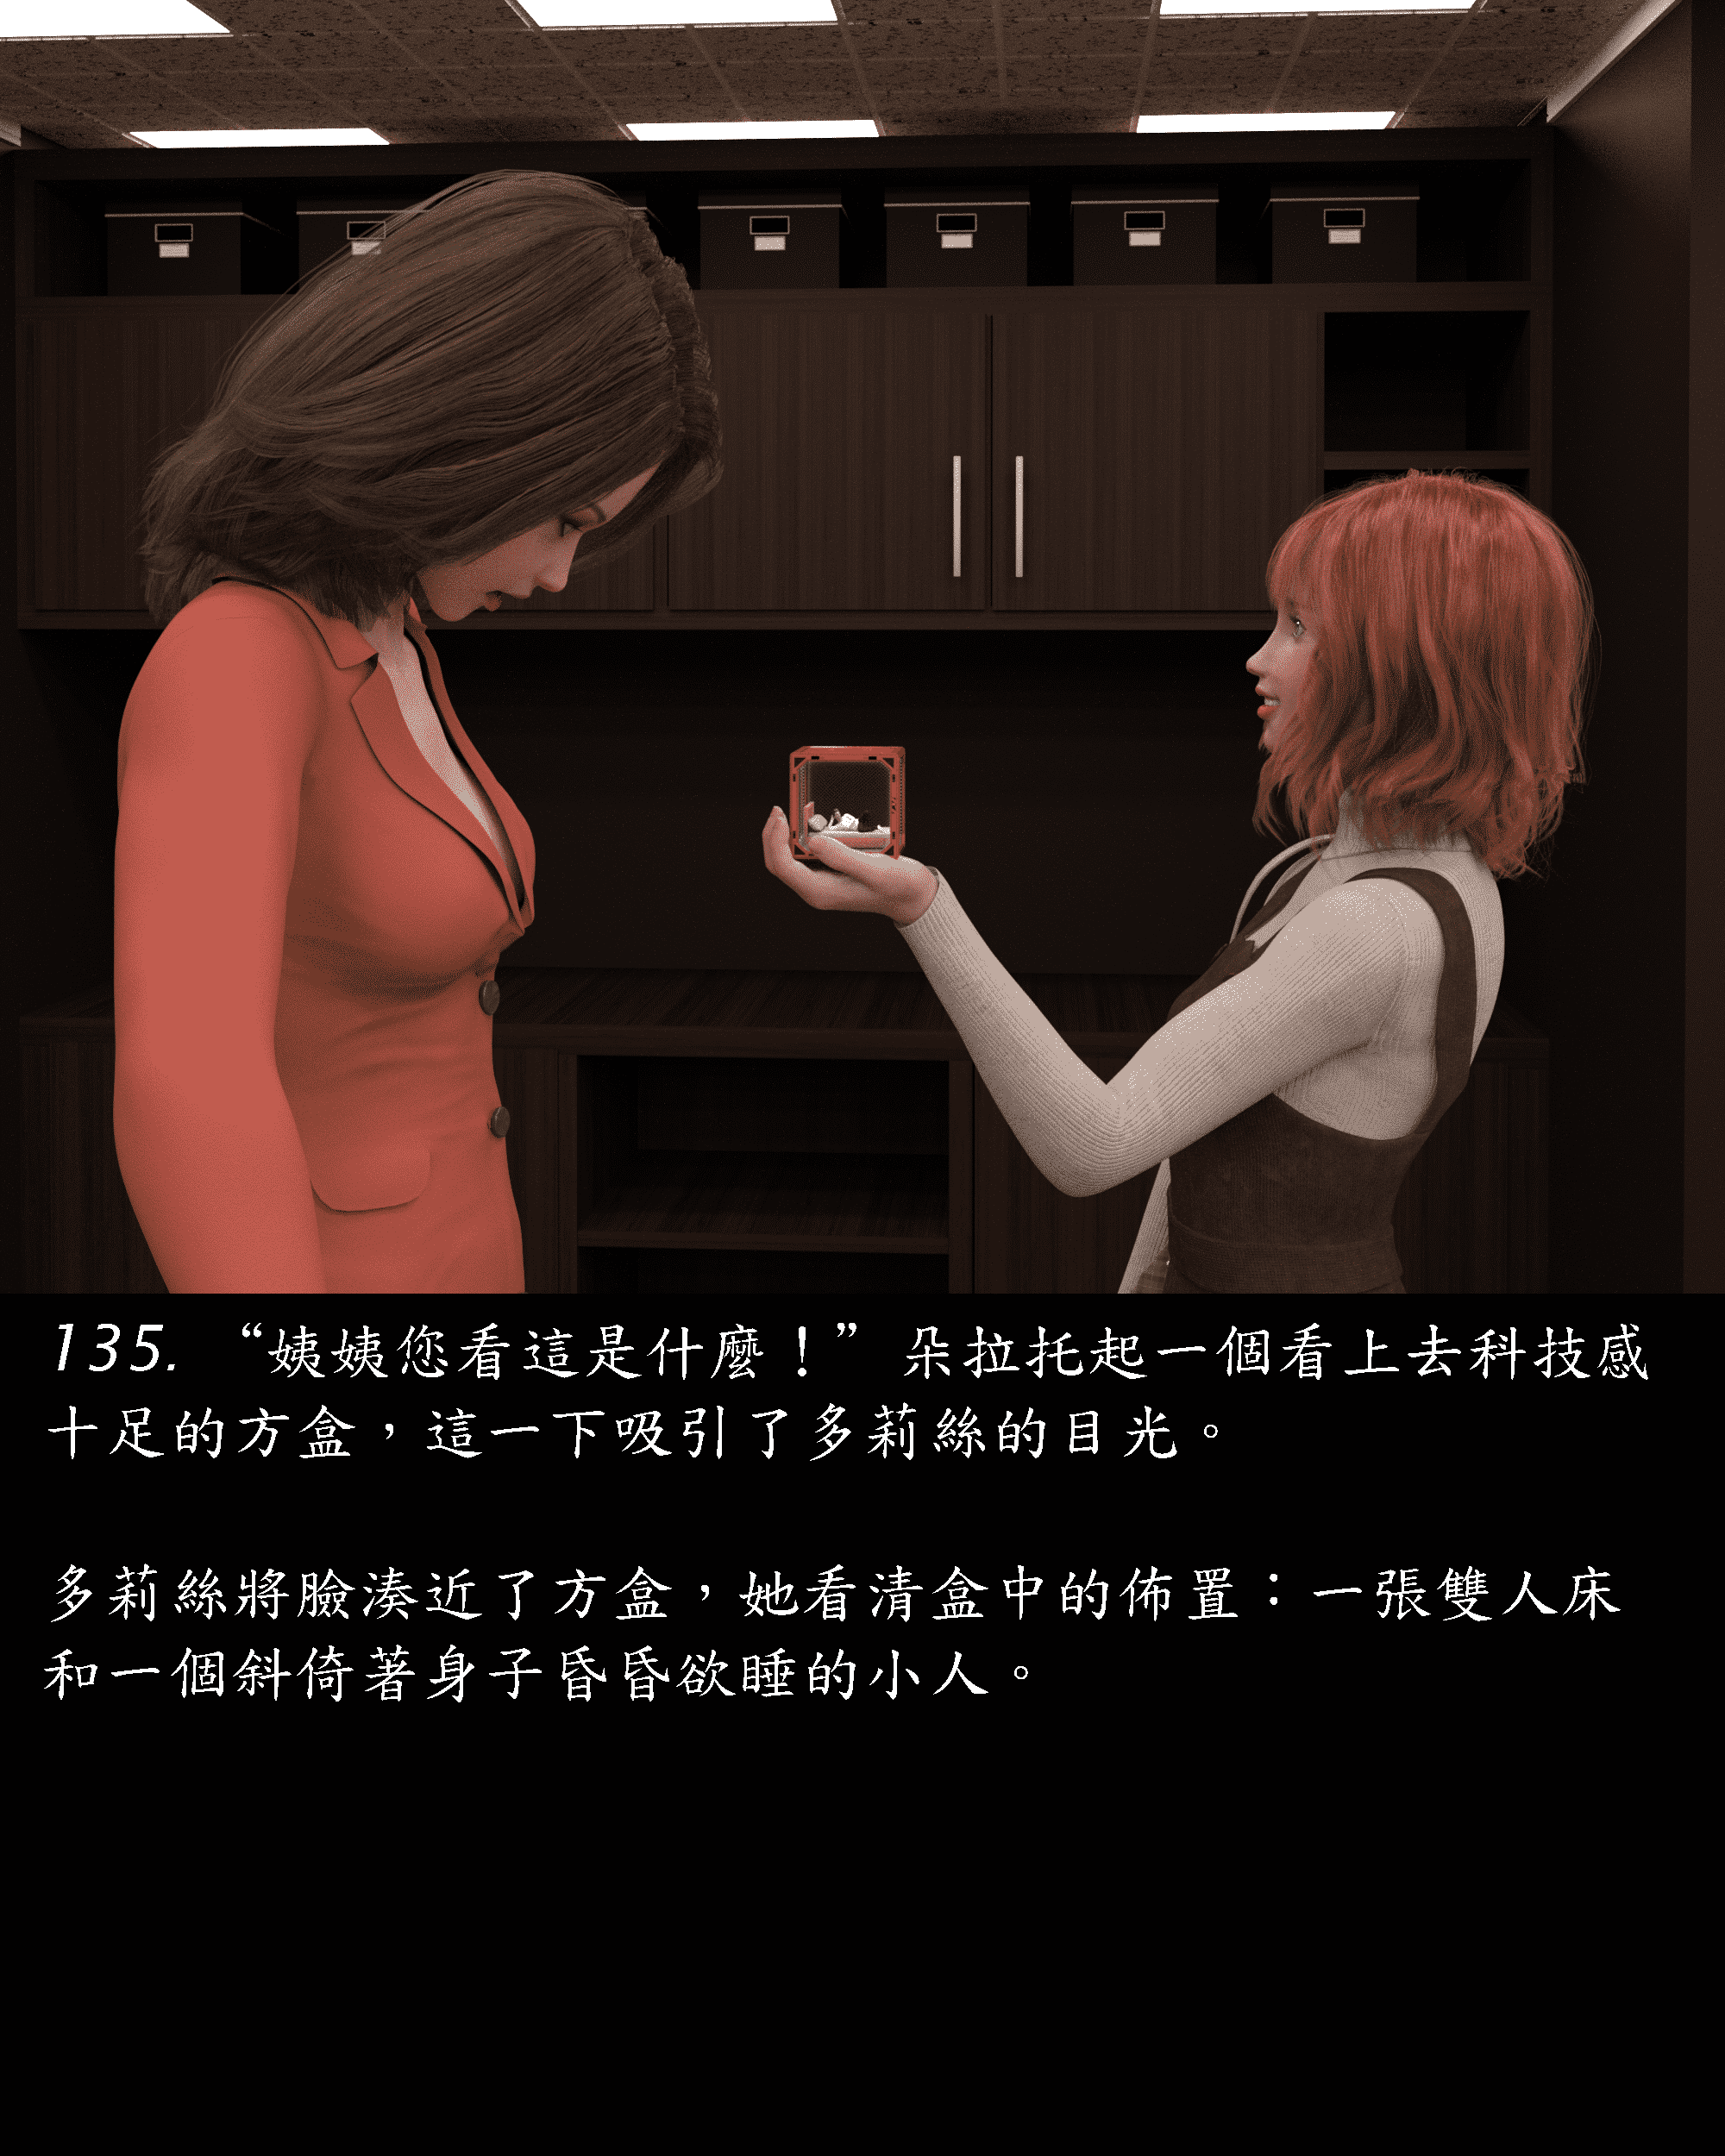 135. “姨姨您看這是什麼！”朵拉托起一個看上去科技感
十足的方盒，這一下吸引了多莉絲的目光。
多莉絲將臉湊近了方盒，她看清盒中的佈置：一張雙人床
和一個斜倚著身子昏昏欲睡的小人。